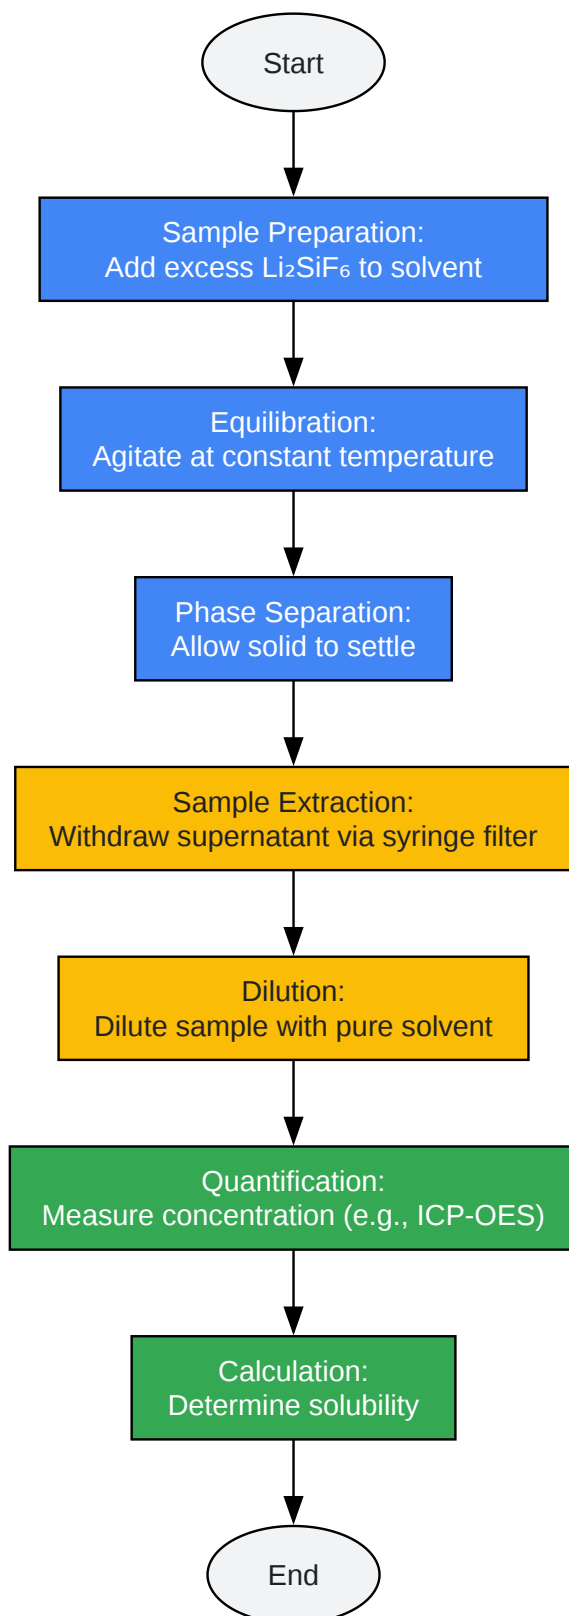 Start
Sample Preparation:
Add excess Li₂SiF₆ to solvent
Equilibration:
Agitate at constant temperature
Phase Separation:
Allow solid to settle
Sample Extraction:
Withdraw supernatant via syringe filter
Dilution:
Dilute sample with pure solvent
Quantification:
Measure concentration (e.g., ICP-OES)
Calculation:
Determine solubility
End